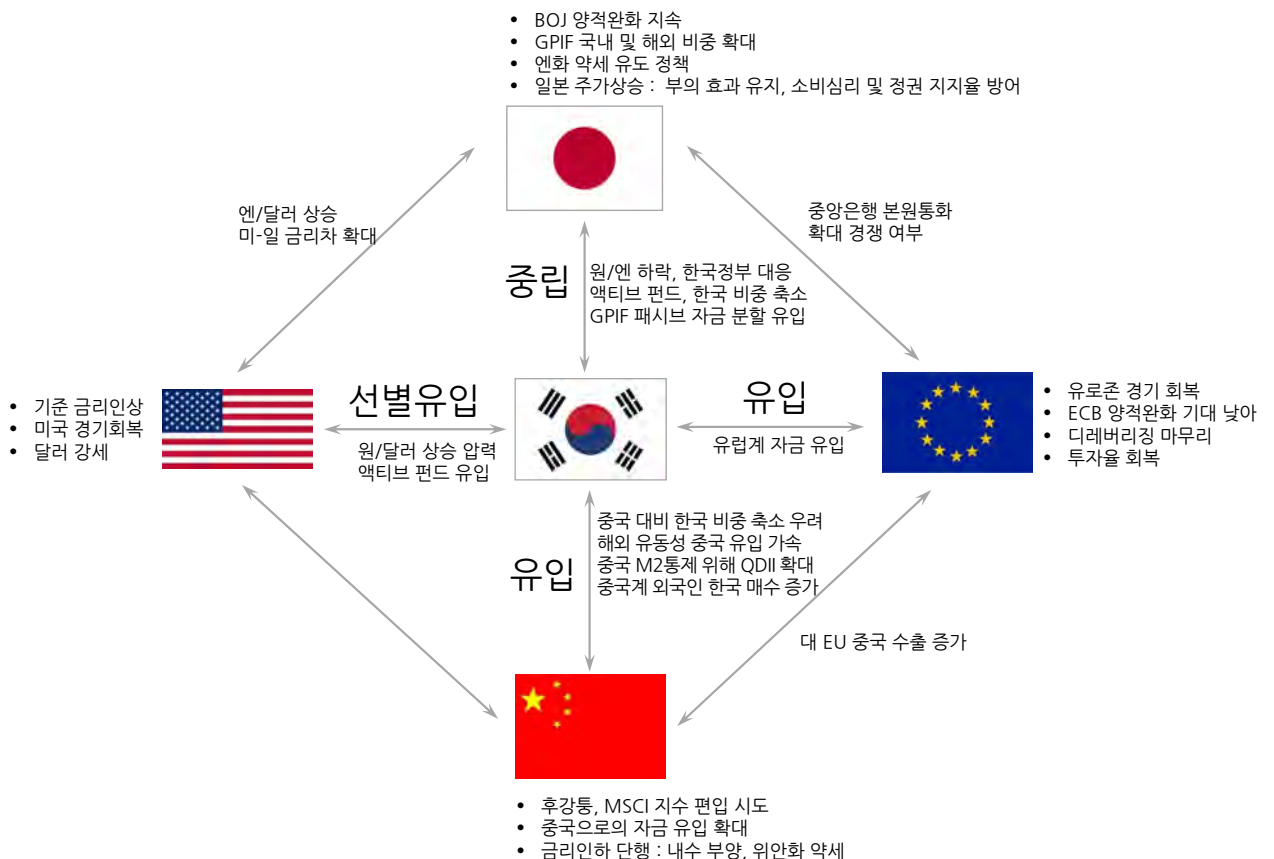 • BOJ 양적완화 지속
• GPIF 국내 및 해외 비중 확대
• 엔화 약세 유도 정책
• 일본 주가상승 : 부의 효과 유지, 소비심리 및 정권 지지율 방어
엔/달러 상승
미-일 금리차 확대
중앙은행 본원통화
확대 경쟁 여부
중립
원/엔 하락, 한국정부 대응
액티브 펀드, 한국 비중 축소
GPIF 패시브 자금 분할 유입
• 기준 금리인상
• 미국 경기회복
• 달러 강세
선별유입
원/달러 상승 압력
액티브 펀드 유입
유입
유럽계 자금 유입
• 유로존 경기 회복
• ECB 양적완화 기대 낮아
• 디레버리징 마무리
• 투자율 회복
유입
중국 대비 한국 비중 축소 우려
해외 유동성 중국 유입 가속
중국 M2통제 위해 QDII 확대
중국계 외국인 한국 매수 증가
대 EU 중국 수출 증가
• 후강퉁, MSCI 지수 편입 시도
• 중국으로의 자금 유입 확대
• 금리인하 단행 : 내수 부양, 위안화 약세